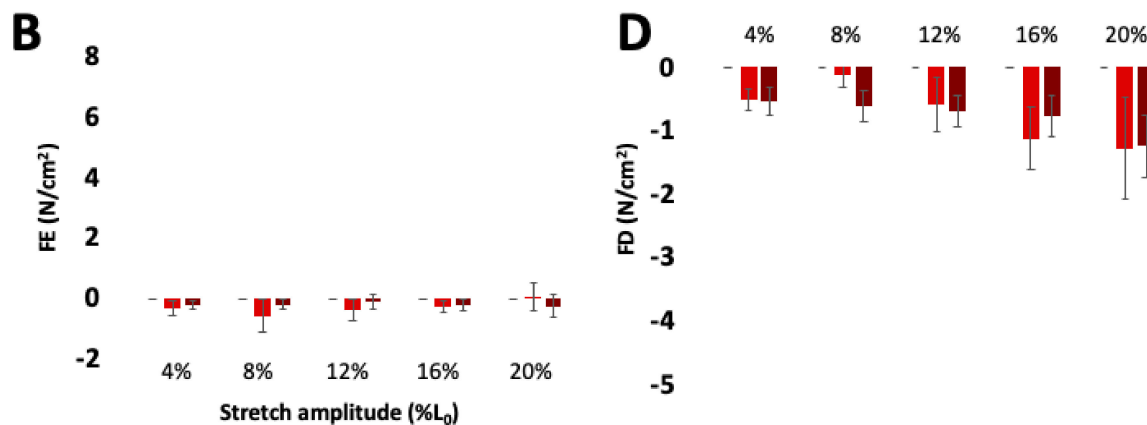 B
8
6
4
2
0
-2
FE (N/cm²)
4% 8% 12% 16% 20%
Stretch amplitude (%L₀)
D
4% 8% 12% 16% 20%
0
-1
-2
-3
-4
-5
FD (N/cm²)